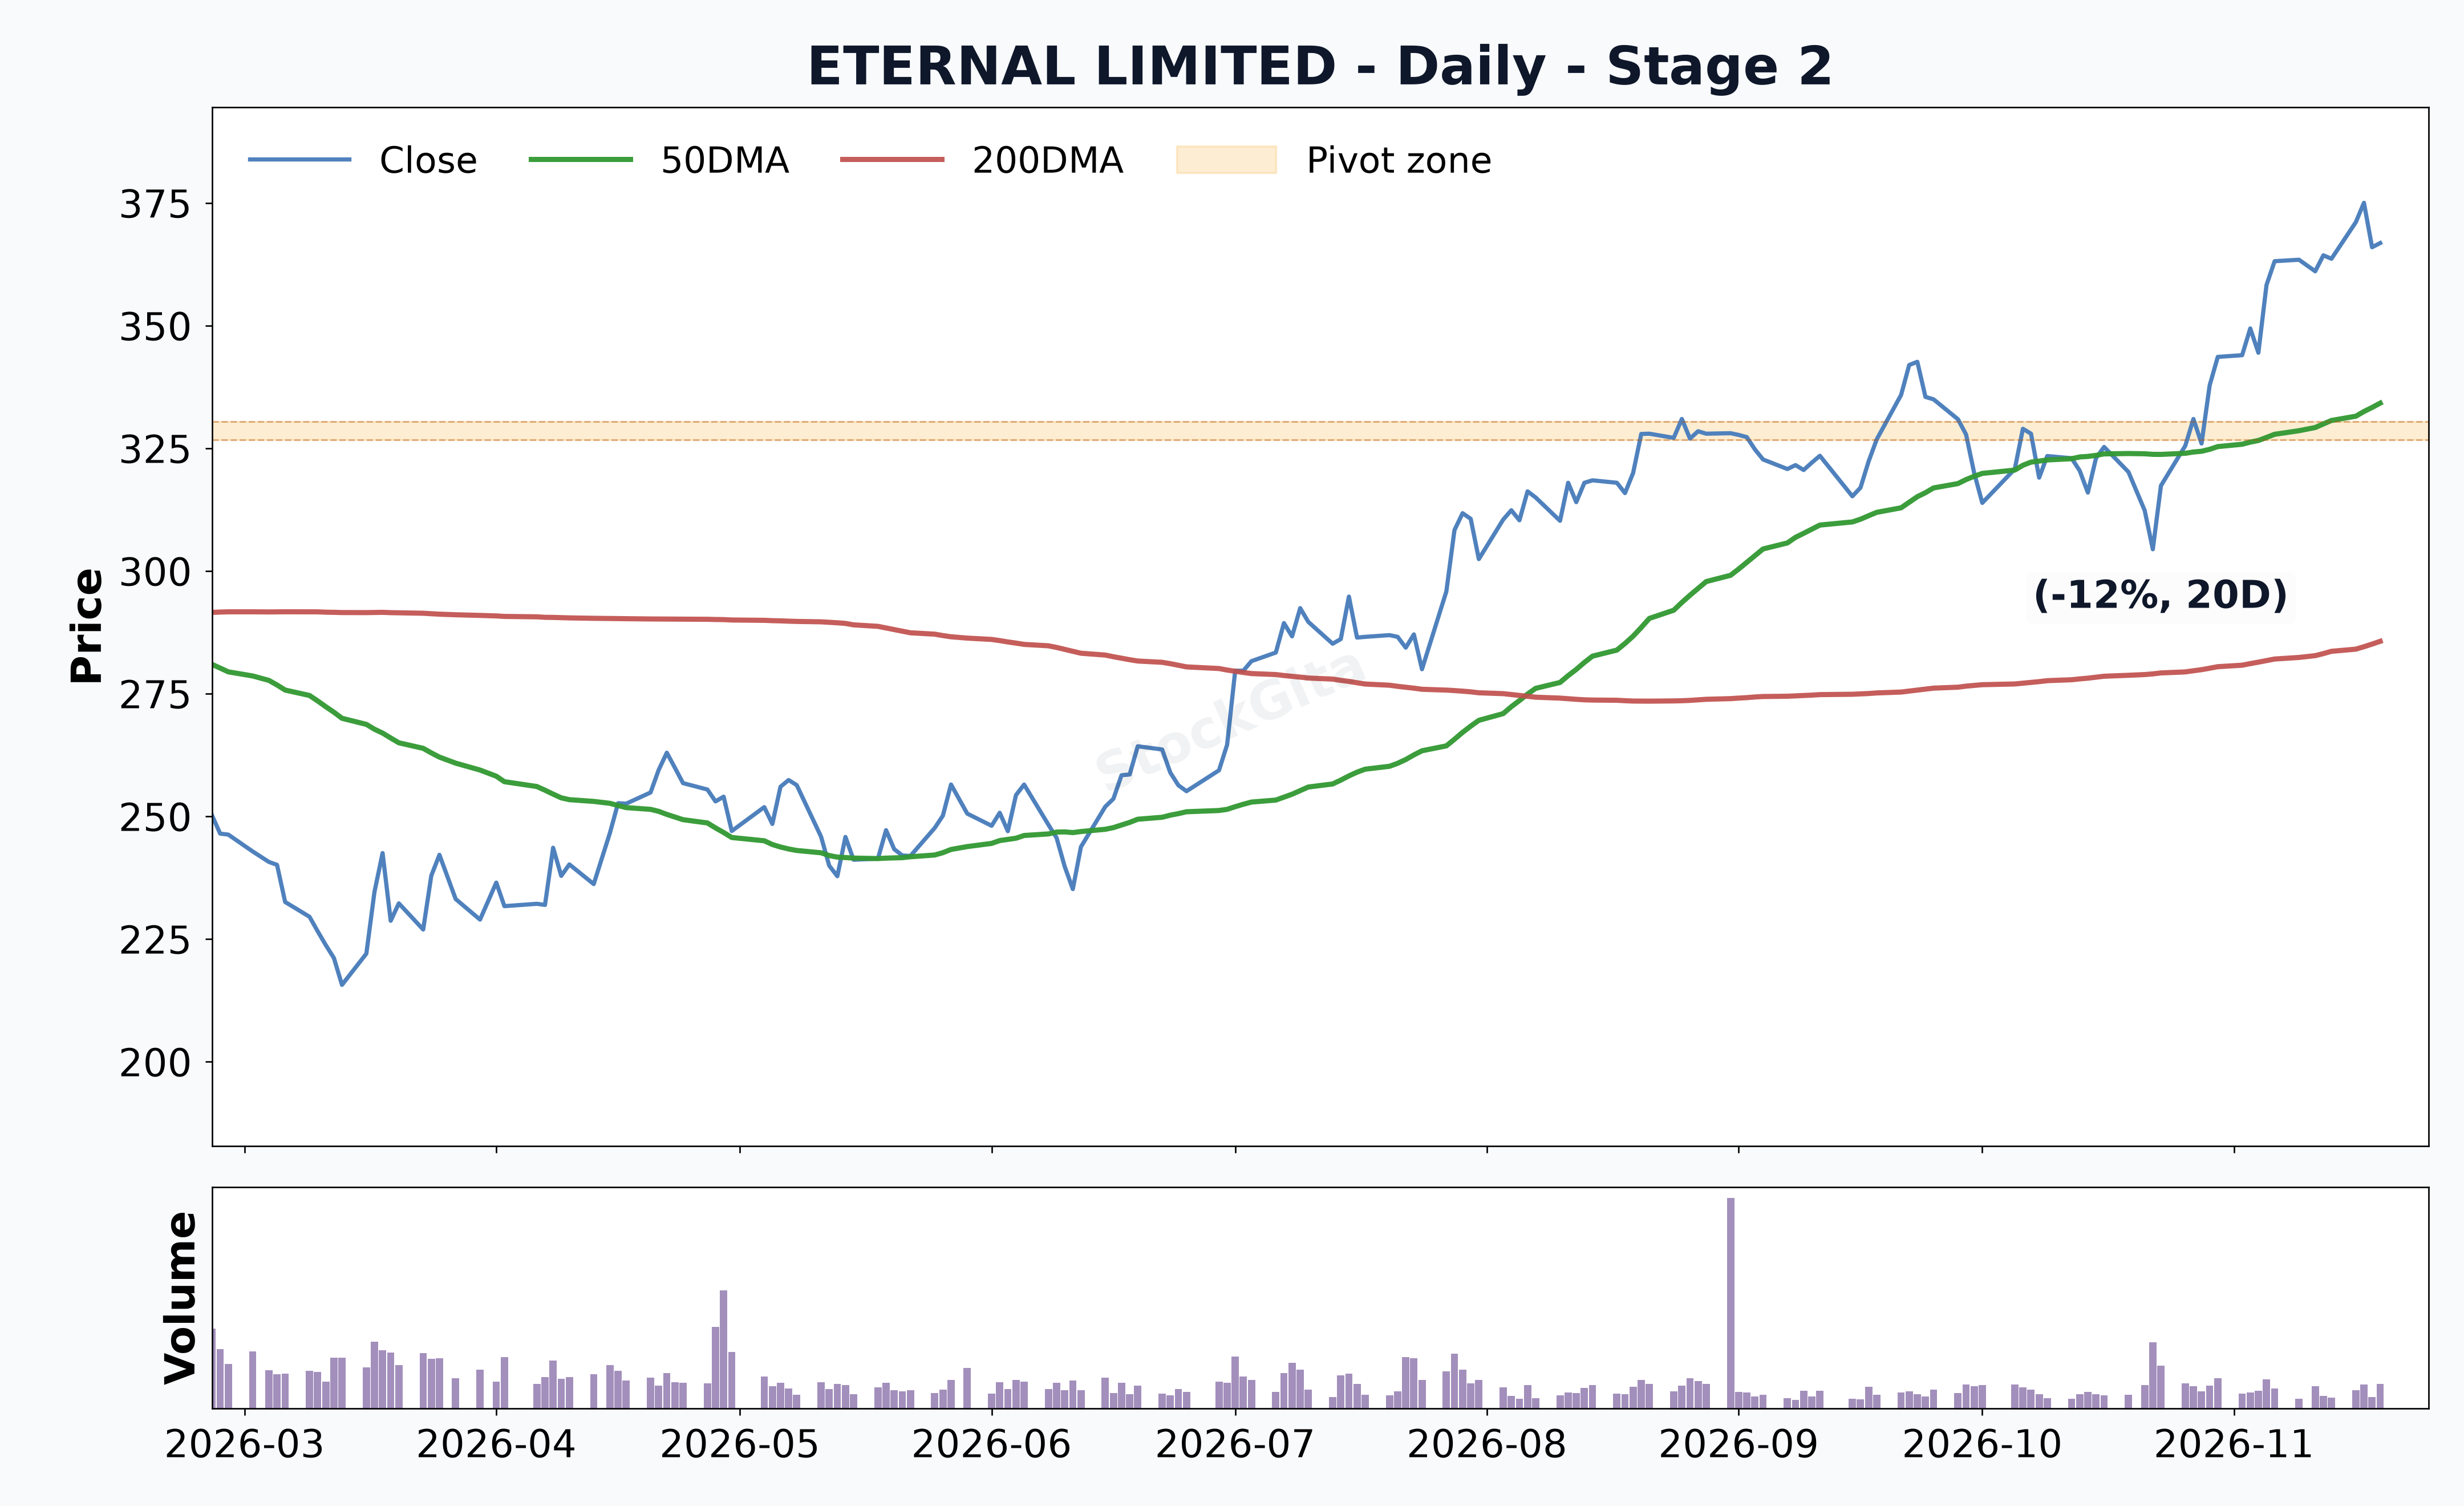 ETERNAL LIMITED - Daily - Stage 2
Close 50DMA 200DMA Pivot zone
375
350
325
300
275
250
225
200
Price
(-12%, 20D)
StockGita
Volume
2026-03 2026-04 2026-05 2026-06 2026-07 2026-08 2026-09 2026-10 2026-11